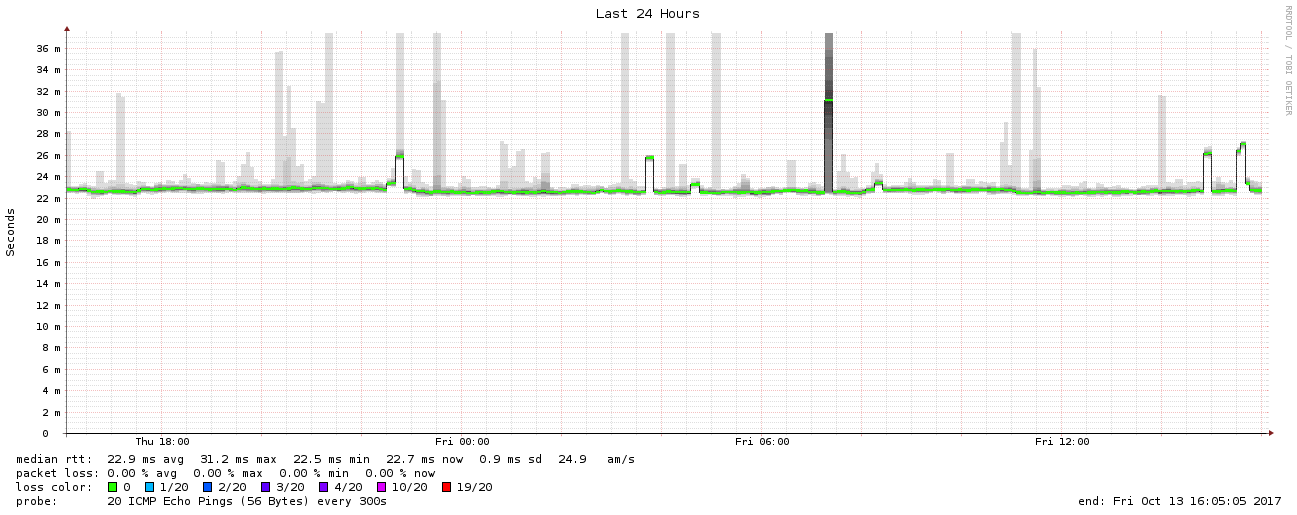 Last 24 Hours
RRDTOOL / TOBI OETIKER
Seconds
36 m
34 m
32 m
30 m
28 m
26 m
24 m
22 m
20 m
18 m
16 m
14 m
12 m
10 m
8 m
6 m
4 m
2 m
0
Thu 18:00 Fri 00:00 Fri 06:00 Fri 12:00
median rtt: 22.9 ms avg 31.2 ms max 22.5 ms min 22.7 ms now 0.9 ms sd 24.9 am/s
packet loss: 0.00 % avg 0.00 % max 0.00 % min 0.00 % now
loss color: 0 1/20 2/20 3/20 4/20 10/20 19/20
probe: 20 ICMP Echo Pings (56 Bytes) every 300s end: Fri Oct 13 16:05:05 2017